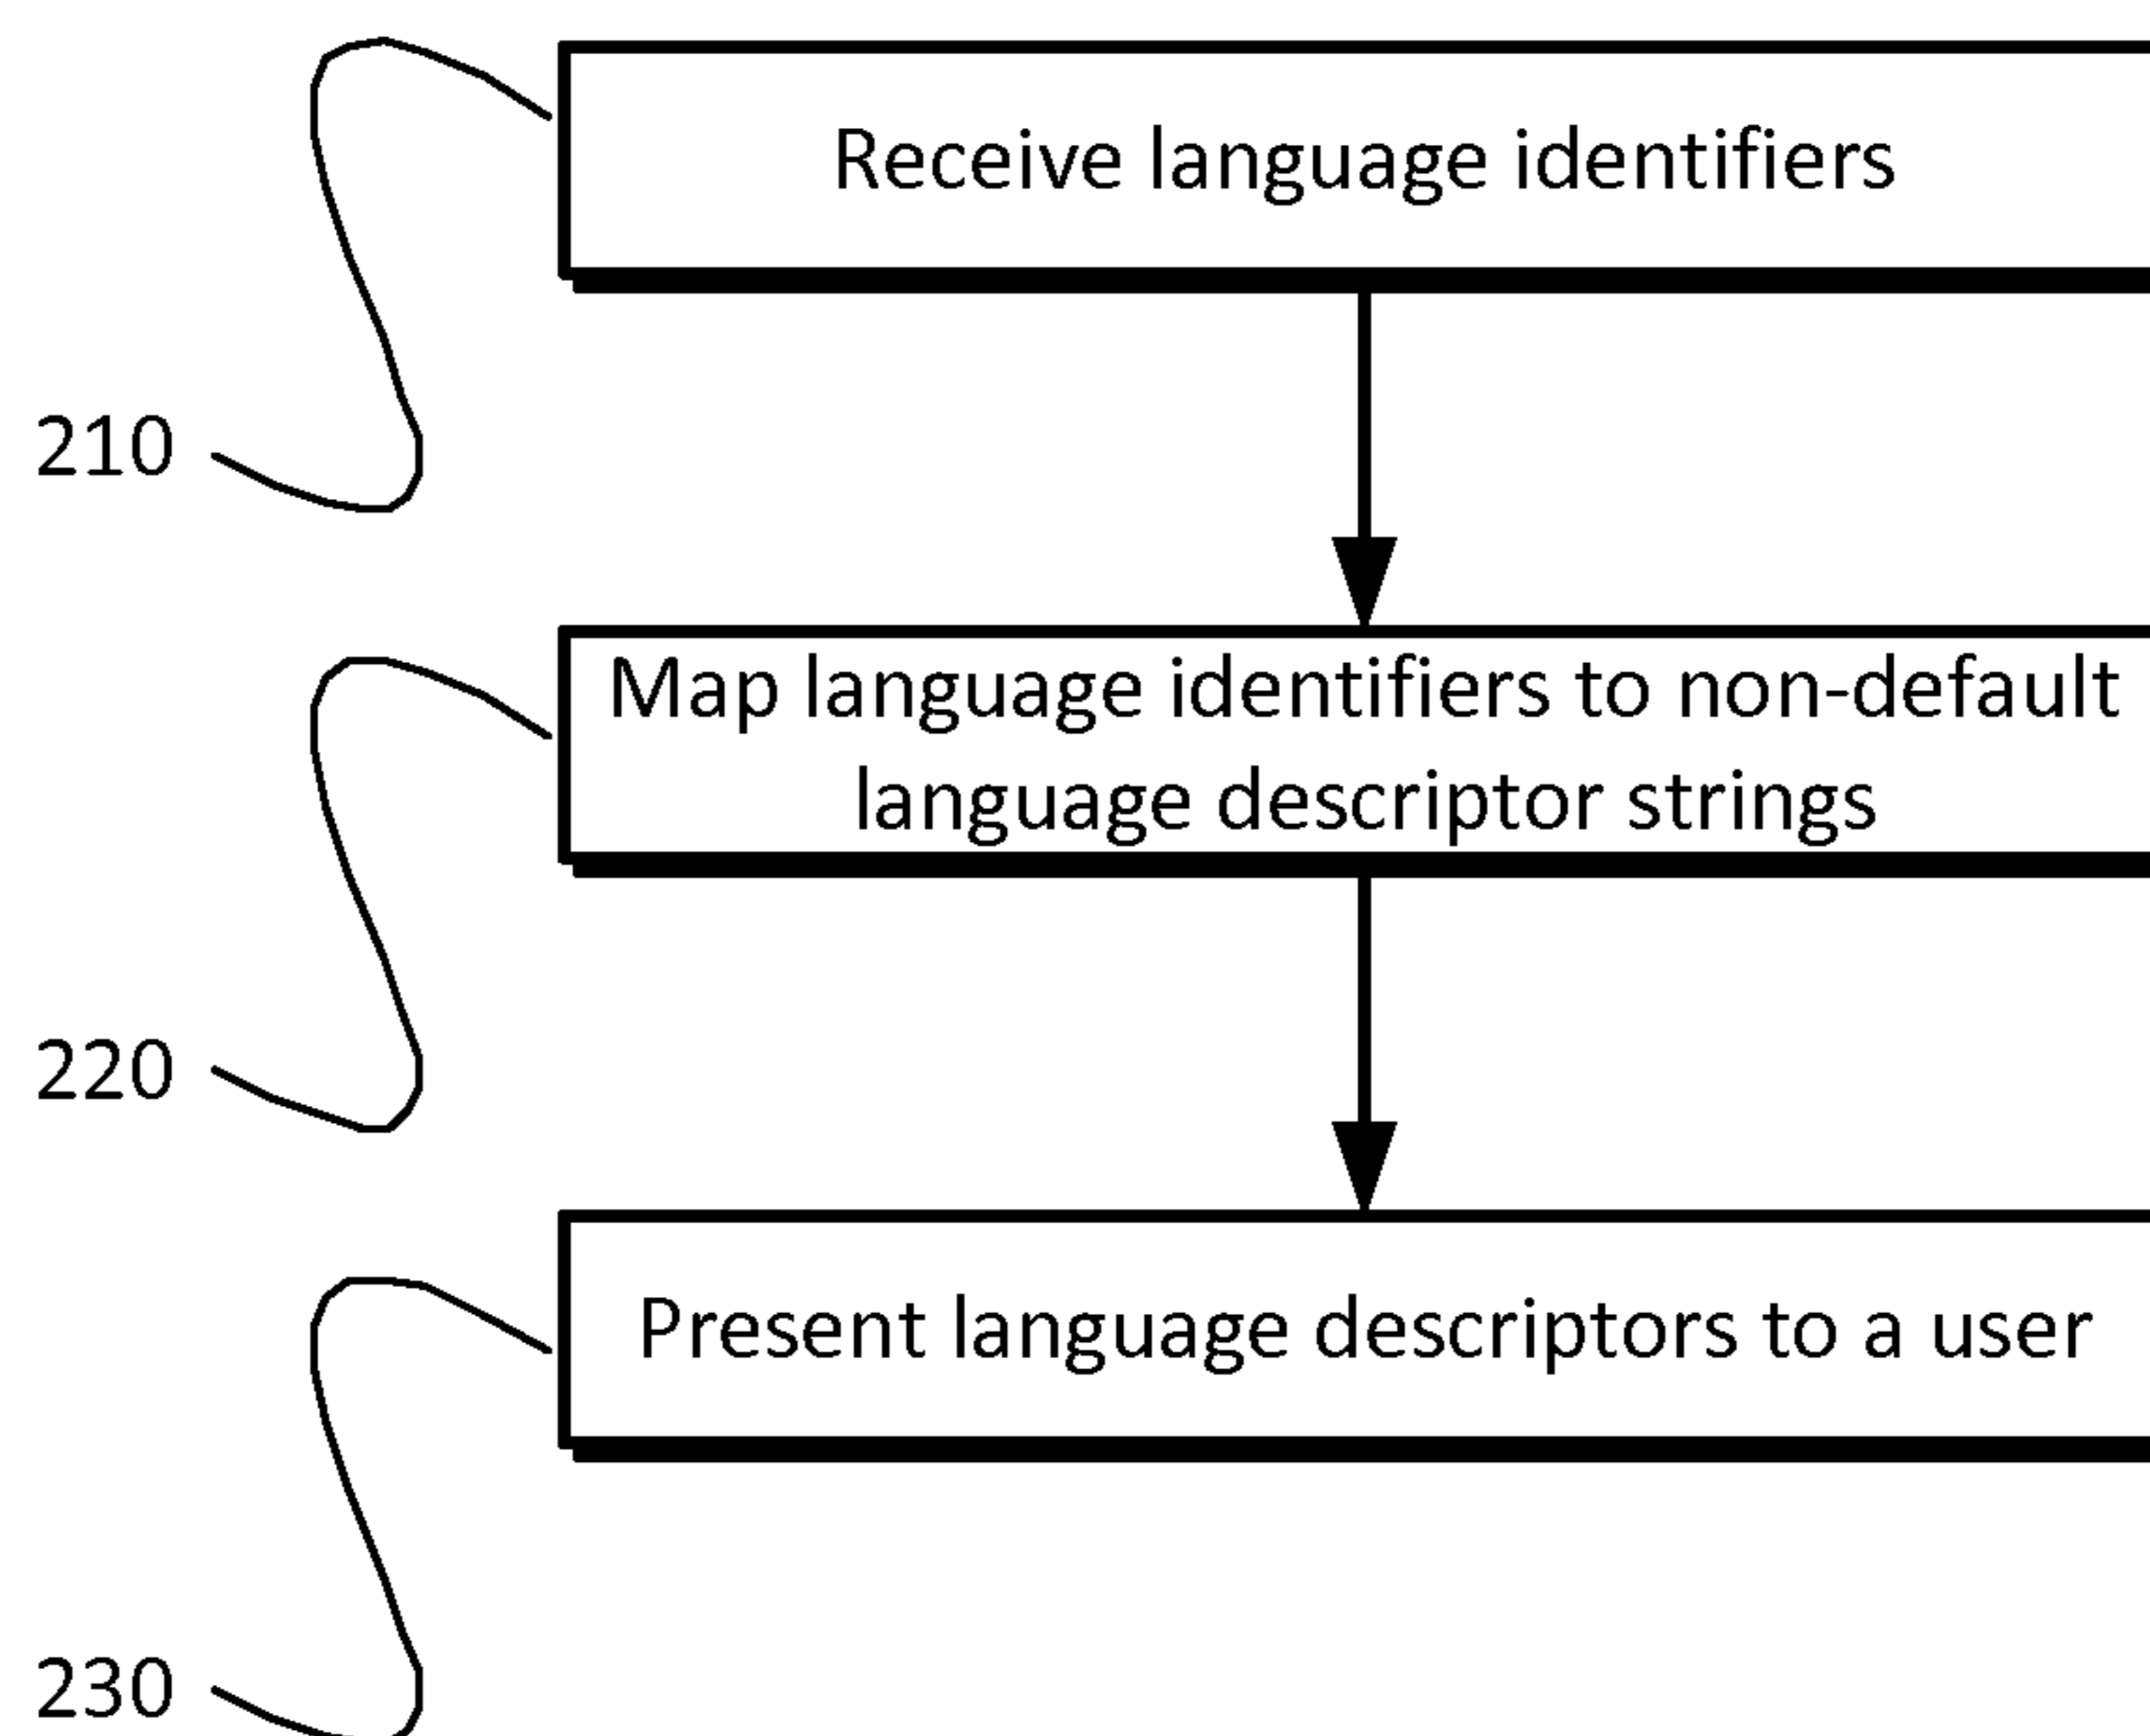 Receive language identifiers
210
Map language identifiers to non-default
language descriptor strings
220
Present language descriptors to a user
230